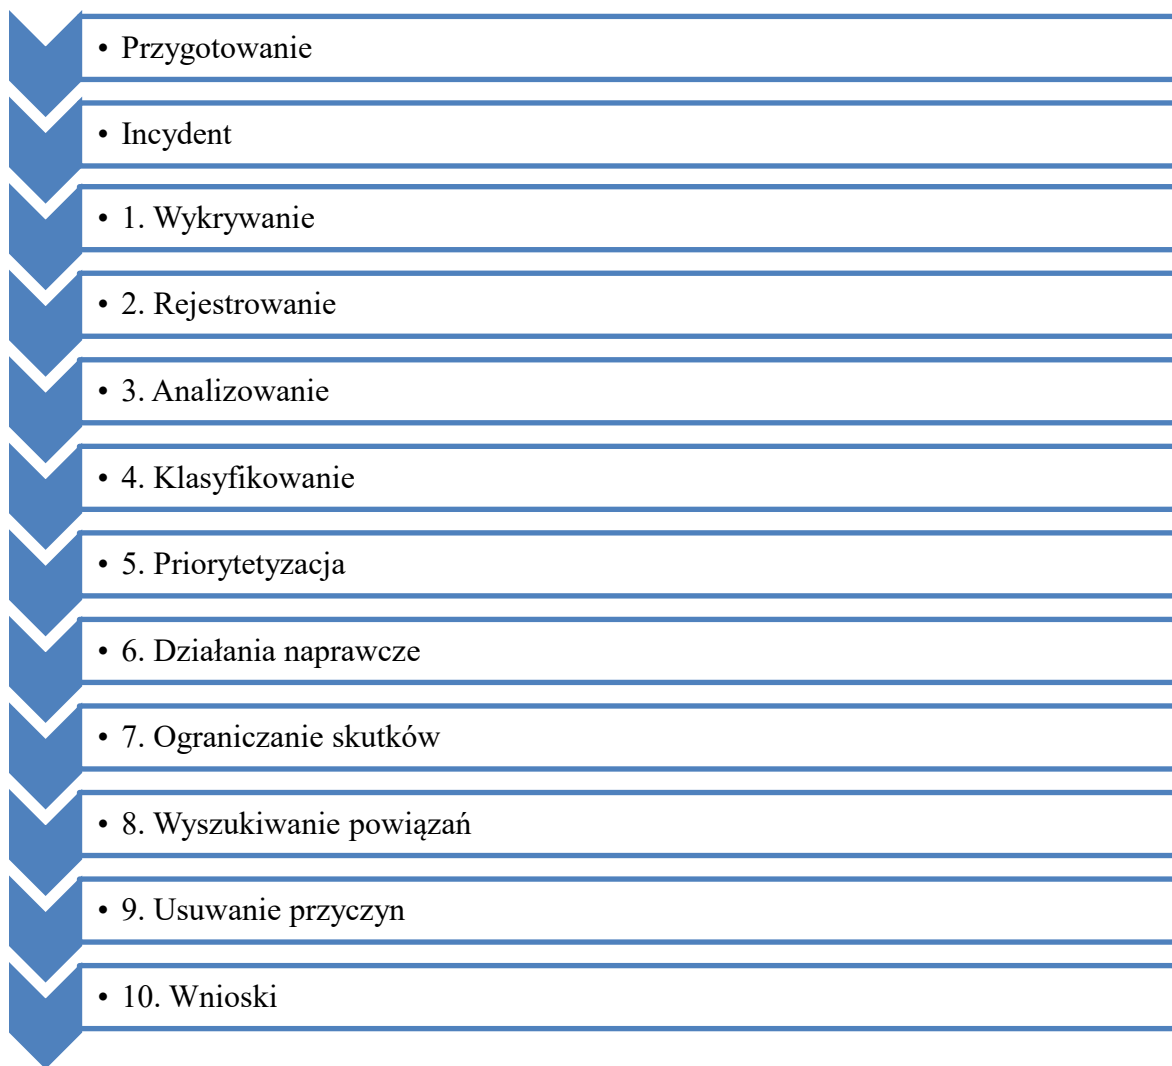 • Przygotowanie
• Incydent
• 1. Wykrywanie
• 2. Rejestrowanie
• 3. Analizowanie
• 4. Klasyfikowanie
• 5. Priorytetyzacja
• 6. Działania naprawcze
• 7. Ograniczanie skutków
• 8. Wyszukiwanie powiązań
• 9. Usuwanie przyczyn
• 10. Wnioski